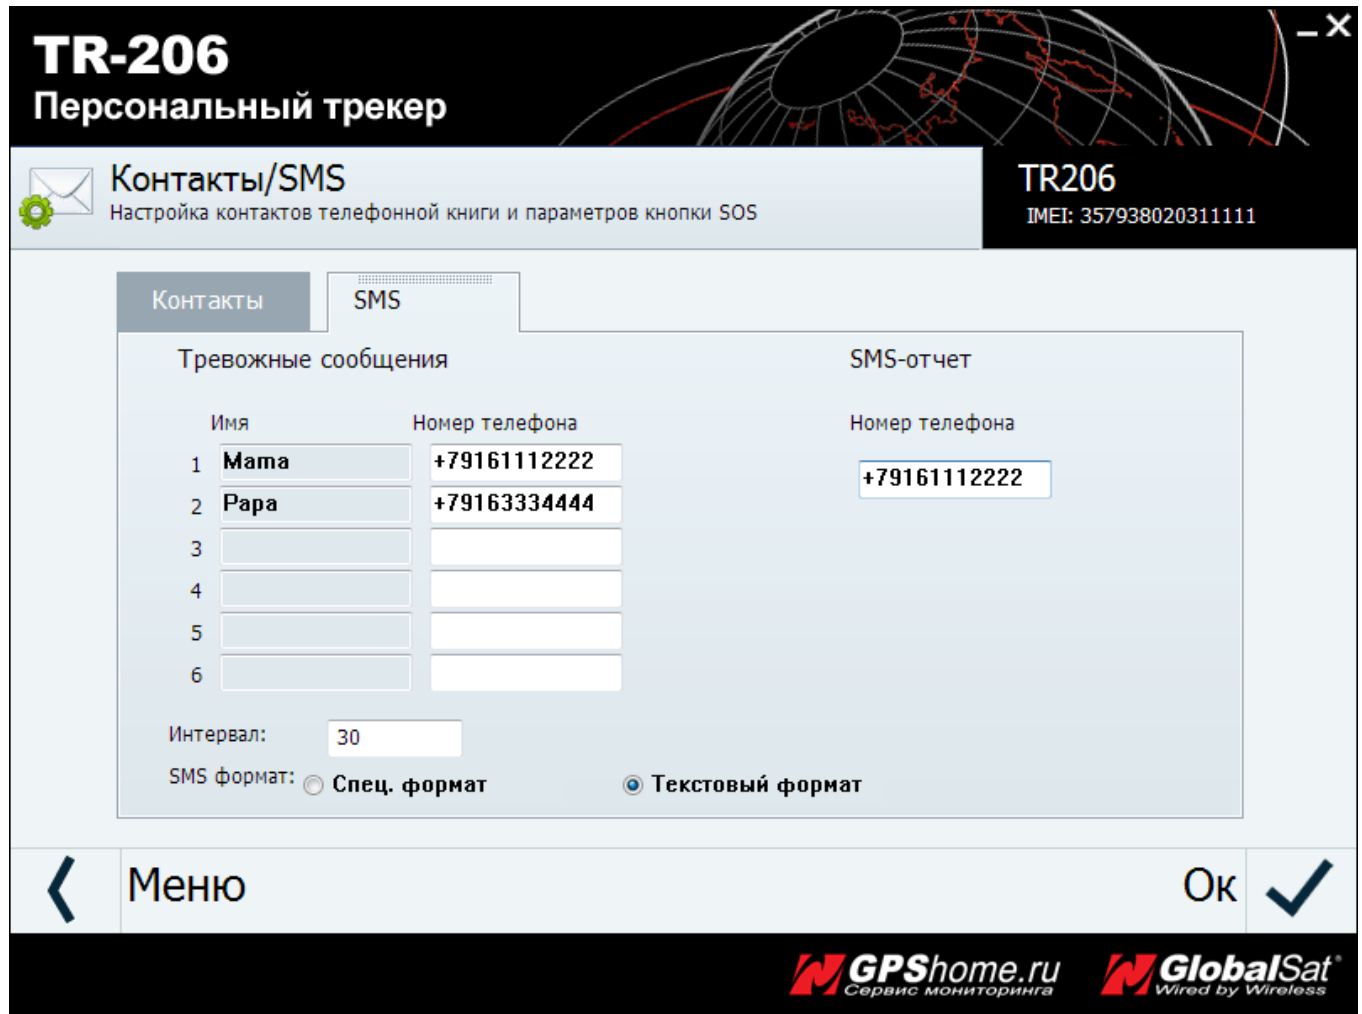 TR-206
Персональный трекер
Контакты/SMS
Настройка контактов телефонной книги и параметров кнопки SOS
TR206
IMEI: 357938020311111
Контакты
SMS
Тревожные сообщения
SMS-отчет
Имя
Номер телефона
Номер телефона
1 Mama +79161112222
+79161112222
2 Papa +79163334444
3
4
5
6
Интервал: 30
SMS формат: Спец. формат Текстовый формат
Меню
Ок
GPShome.ru
Сервис мониторинга
GlobalSat
Wired by Wireless